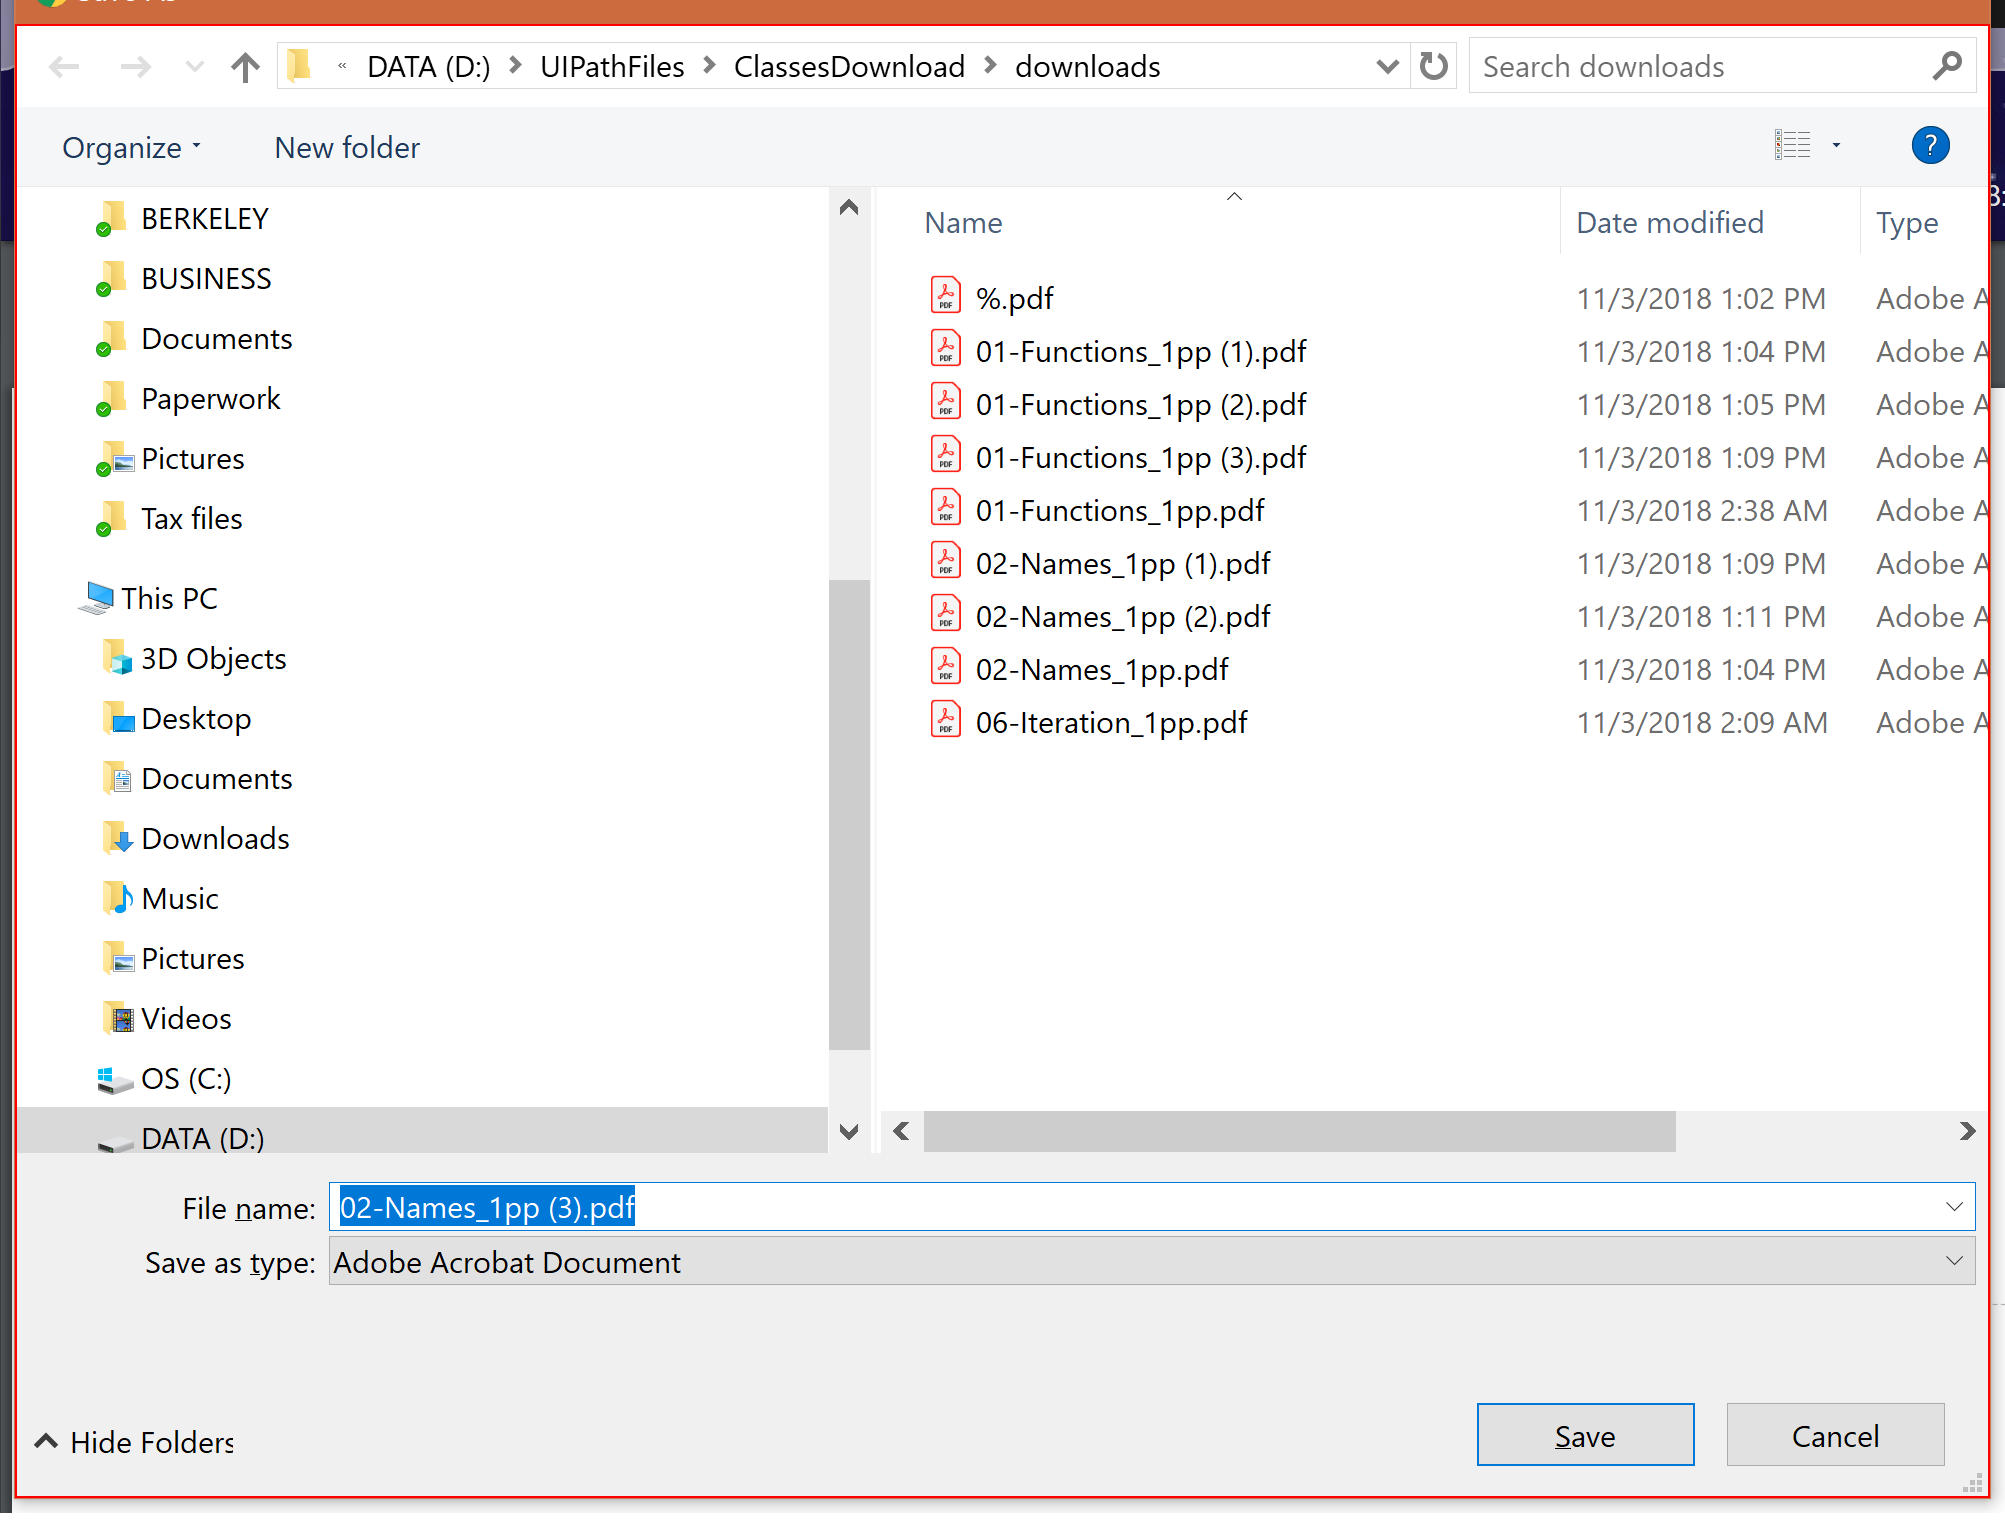 « DATA (D:) > UIPathFiles > ClassesDownload > downloads
Search downloads
Organize
New folder
?
BERKELEY
BUSINESS
Documents
Paperwork
Pictures
Tax files
This PC
3D Objects
Desktop
Documents
Downloads
Music
Pictures
Videos
OS (C:)
DATA (D:)
Name Date modified Type
%.pdf 11/3/2018 1:02 PM Adobe A
01-Functions_1pp (1).pdf 11/3/2018 1:04 PM Adobe A
01-Functions_1pp (2).pdf 11/3/2018 1:05 PM Adobe A
01-Functions_1pp (3).pdf 11/3/2018 1:09 PM Adobe A
01-Functions_1pp.pdf 11/3/2018 2:38 AM Adobe A
02-Names_1pp (1).pdf 11/3/2018 1:09 PM Adobe A
02-Names_1pp (2).pdf 11/3/2018 1:11 PM Adobe A
02-Names_1pp.pdf 11/3/2018 1:04 PM Adobe A
06-Iteration_1pp.pdf 11/3/2018 2:09 AM Adobe A
File name: 02-Names_1pp (3).pdf
Save as type: Adobe Acrobat Document
Hide Folders
Save
Cancel